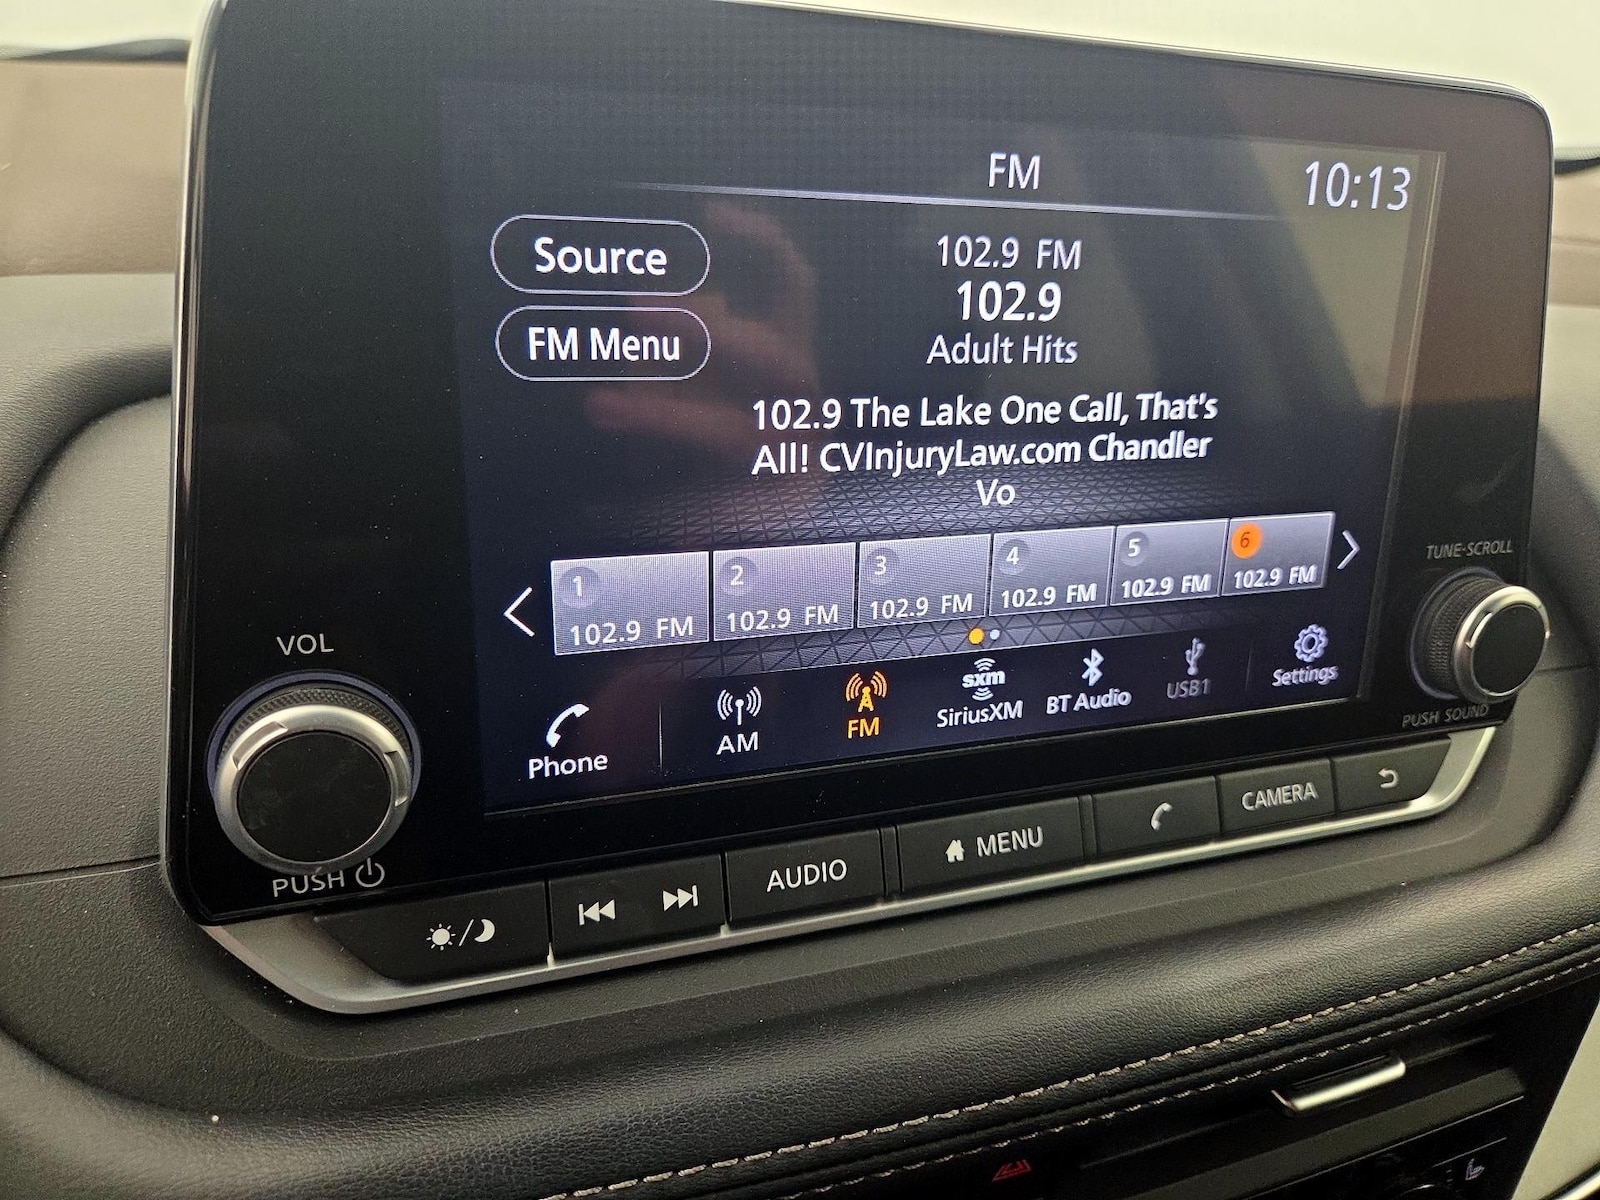 FM
10:13
Source
102.9 FM
102.9
FM Menu
Adult Hits
102.9 The Lake One Call, That's
All! CVInjuryLaw.com Chandler
Vo
1
2
3
4
5
6
102.9 FM
102.9 FM
102.9 FM
102.9 FM
102.9 FM
102.9 FM
Phone
AM
FM
sxm
SiriusXM
BT Audio
USB1
Settings
VOL
PUSH
TUNE·SCROLL
PUSH SOUND
AUDIO
MENU
CAMERA